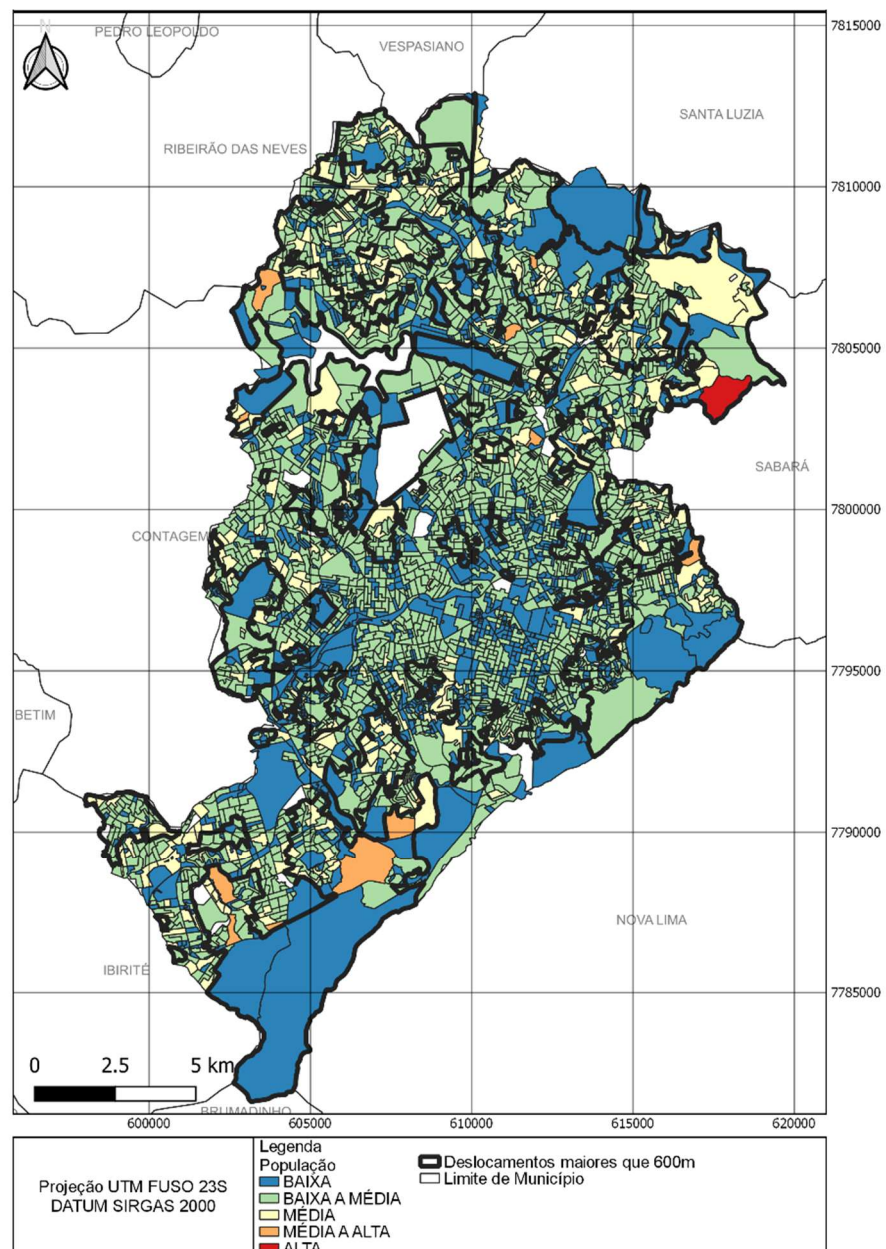 N
PEDRO LEOPOLDO
VESPASIANO
SANTA LUZIA
RIBEIRÃO DAS NEVES
SABARÁ
CONTAGEM
BETIM
NOVA LIMA
IBIRITÉ
BRUMADINHO
7815000
7810000
7805000
7800000
7795000
7790000
7785000
0 2.5 5 km
600000 605000 610000 615000 620000
Projeção UTM FUSO 23S
DATUM SIRGAS 2000
Legenda
População
BAIXA
BAIXA A MÉDIA
MÉDIA
MÉDIA A ALTA
ALTA
Deslocamentos maiores que 600m
Limite de Município